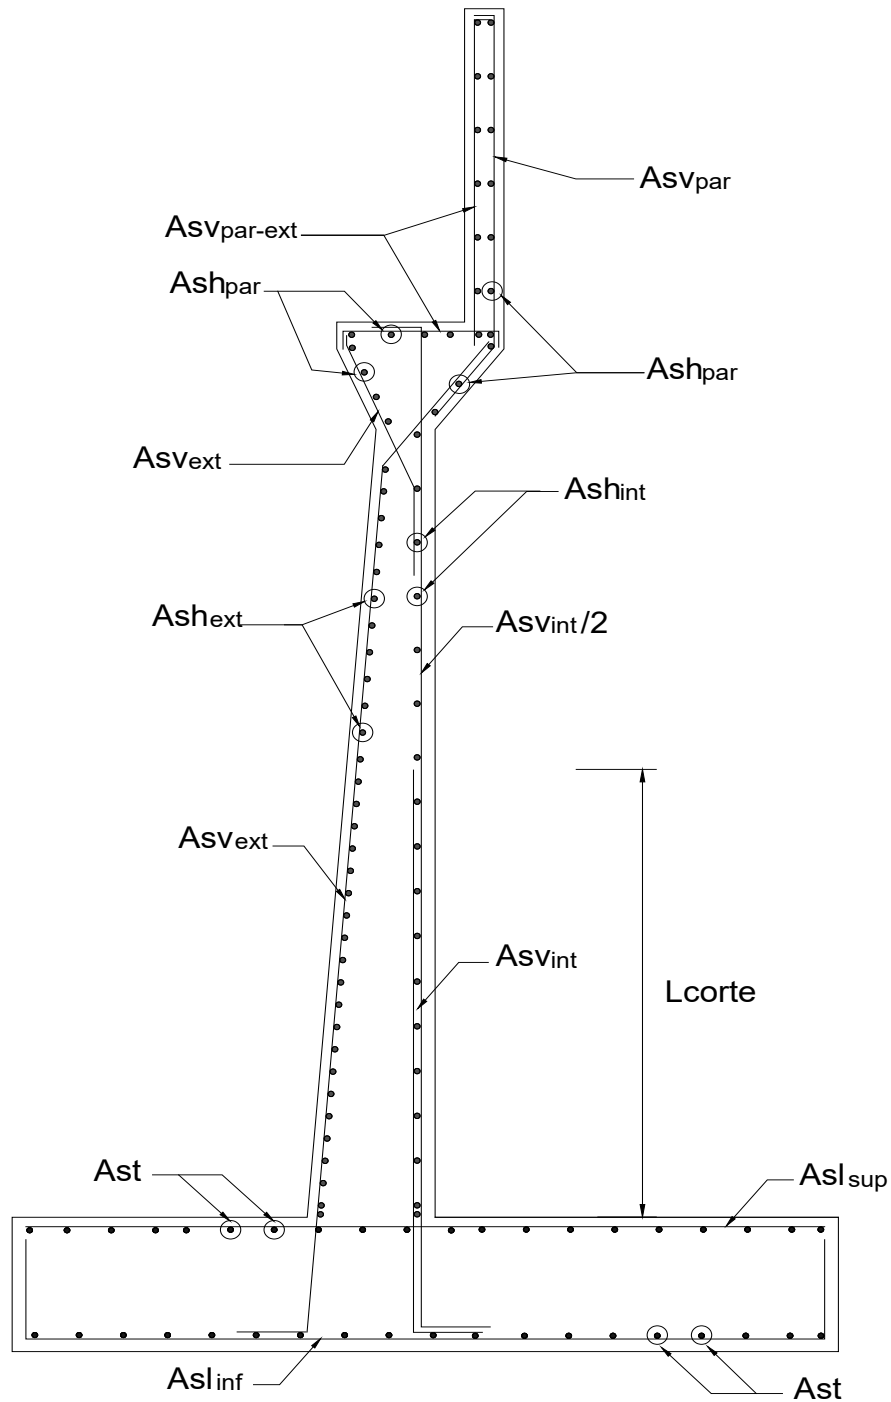 Asvpar
Asvpar-ext
Ashpar
Ashpar
Asvext
Ashint
Ashext
Asvint/2
Asvext
Asvint
Lcorte
Ast
Aslsup
Aslinf
Ast